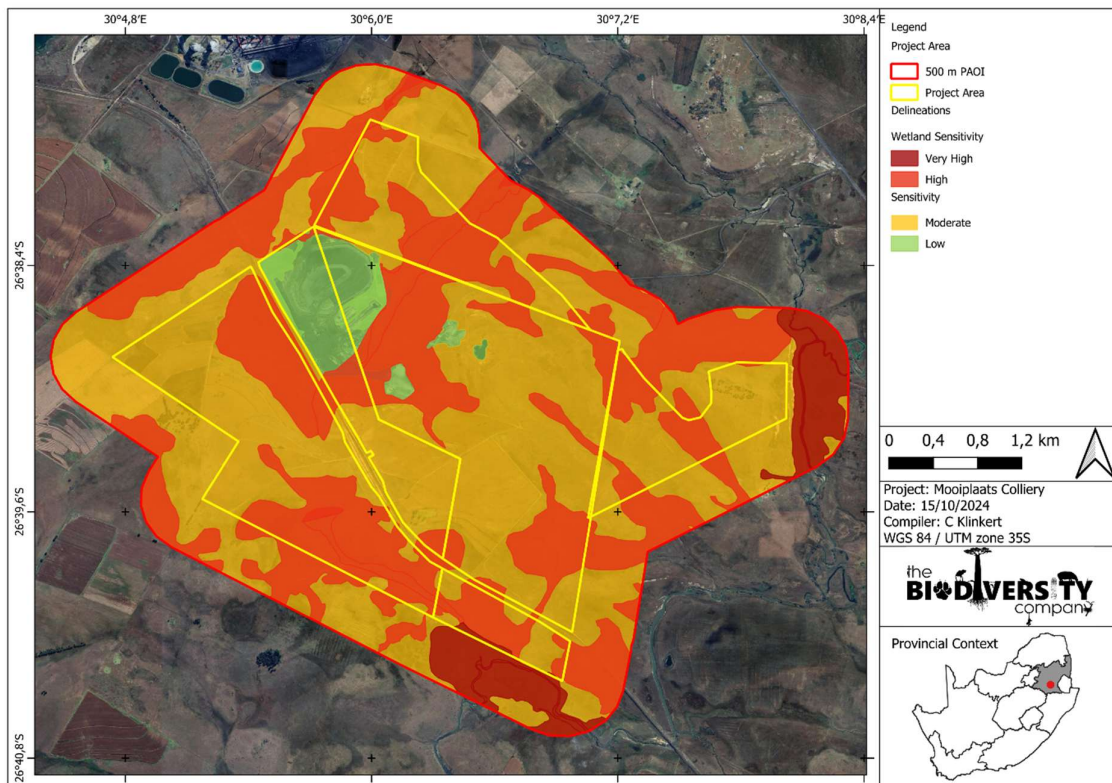 30°4,8'E
30°6,0'E
30°7,2'E
30°8,4'E
26°38,4'S
26°39,6'S
26°40,8'S
Legend
Project Area
500 m PAOI
Project Area
Delineations
Wetland Sensitivity
Very High
High
Sensitivity
Moderate
Low
0 0,4 0,8 1,2 km
Project: Mooiplaats Colliery
Date: 15/10/2024
Compiler: C Klinkert
WGS 84 / UTM zone 35S
the
BIODIVERSITY
company
Provincial Context